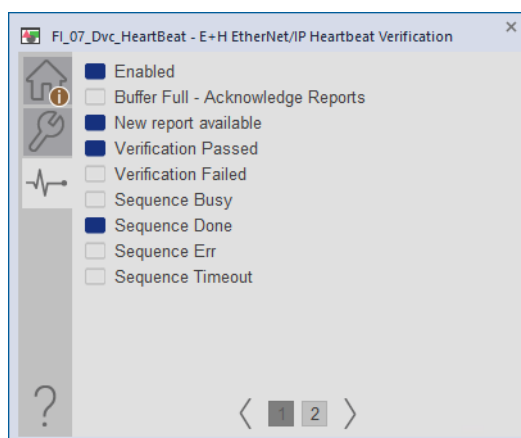 FI_07_Dvc_HeartBeat - E+H EtherNet/IP Heartbeat Verification
Enabled
Buffer Full - Acknowledge Reports
New report available
Verification Passed
Verification Failed
Sequence Busy
Sequence Done
Sequence Err
Sequence Timeout
1 2